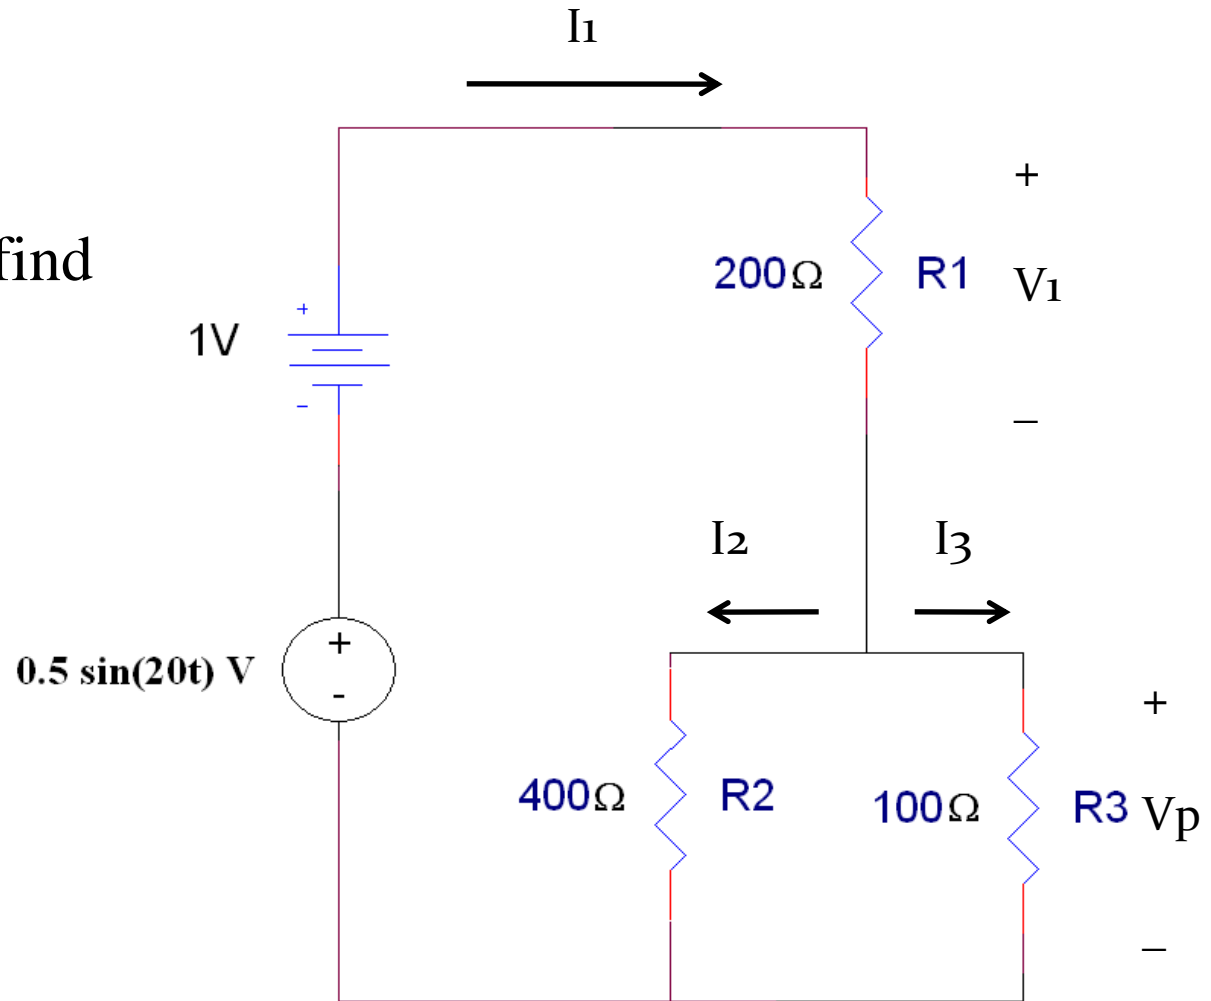 I1
+
find
200Ω R1 V1
+
1V
-
–
I2 I3
+
0.5 sin(20t) V
-
+
400Ω R2 100Ω R3 Vp
–